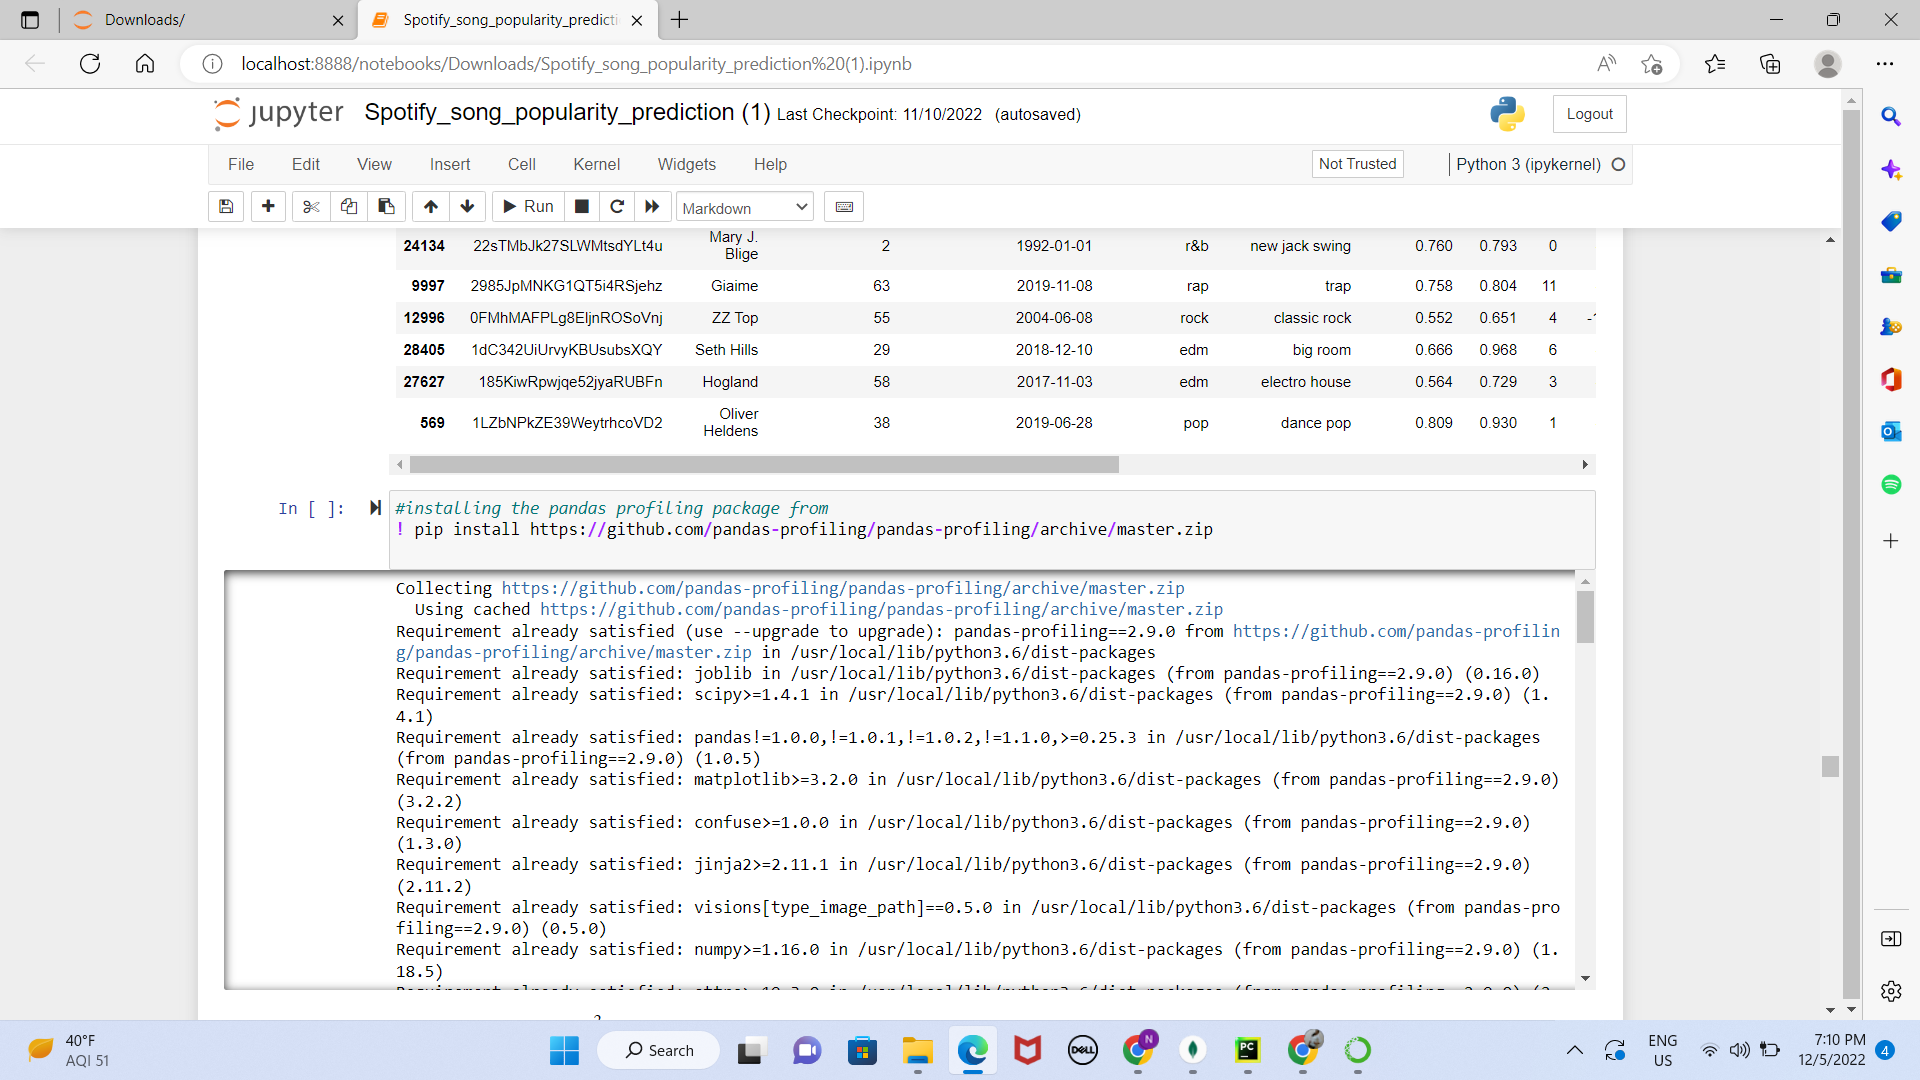 Downloads/
Spotify_song_popularity_predicti
localhost:8888/notebooks/Downloads/Spotify_song_popularity_prediction%20(1).ipynb
jupyter Spotify_song_popularity_prediction (1) Last Checkpoint: 11/10/2022 (autosaved)
Logout
File Edit View Insert Cell Kernel Widgets Help
Not Trusted
Python 3 (ipykernel)
Run
Markdown
24134 22sTMbJk27SLWMtsdYLt4u Mary J. Blige 2 1992-01-01 r&b new jack swing 0.760 0.793 0
9997 2985JpMNKG1QT5i4RSjehz Giaime 63 2019-11-08 rap trap 0.758 0.804 11
12996 0FMhMAFPLg8EljnROSoVnj ZZ Top 55 2004-06-08 rock classic rock 0.552 0.651 4 -1
28405 1dC342UiUrvyKBUsubsXQY Seth Hills 29 2018-12-10 edm big room 0.666 0.968 6
27627 185KiwRpwjqe52jyaRUBFn Hogland 58 2017-11-03 edm electro house 0.564 0.729 3
569 1LZbNPkZE39WeytrhcoVD2 Oliver Heldens 38 2019-06-28 pop dance pop 0.809 0.930 1
In [ ]:
#installing the pandas profiling package from
! pip install https://github.com/pandas-profiling/pandas-profiling/archive/master.zip
Collecting https://github.com/pandas-profiling/pandas-profiling/archive/master.zip
Using cached https://github.com/pandas-profiling/pandas-profiling/archive/master.zip
Requirement already satisfied (use --upgrade to upgrade): pandas-profiling==2.9.0 from https://github.com/pandas-profilin
g/pandas-profiling/archive/master.zip in /usr/local/lib/python3.6/dist-packages
Requirement already satisfied: joblib in /usr/local/lib/python3.6/dist-packages (from pandas-profiling==2.9.0) (0.16.0)
Requirement already satisfied: scipy>=1.4.1 in /usr/local/lib/python3.6/dist-packages (from pandas-profiling==2.9.0) (1.
4.1)
Requirement already satisfied: pandas!=1.0.0,!=1.0.1,!=1.0.2,!=1.1.0,>=0.25.3 in /usr/local/lib/python3.6/dist-packages
(from pandas-profiling==2.9.0) (1.0.5)
Requirement already satisfied: matplotlib>=3.2.0 in /usr/local/lib/python3.6/dist-packages (from pandas-profiling==2.9.0)
(3.2.2)
Requirement already satisfied: confuse>=1.0.0 in /usr/local/lib/python3.6/dist-packages (from pandas-profiling==2.9.0)
(1.3.0)
Requirement already satisfied: jinja2>=2.11.1 in /usr/local/lib/python3.6/dist-packages (from pandas-profiling==2.9.0)
(2.11.2)
Requirement already satisfied: visions[type_image_path]==0.5.0 in /usr/local/lib/python3.6/dist-packages (from pandas-pro
filing==2.9.0) (0.5.0)
Requirement already satisfied: numpy>=1.16.0 in /usr/local/lib/python3.6/dist-packages (from pandas-profiling==2.9.0) (1.
18.5)
40°F
AQI 51
Search
DELL
N
PC
ENG
US
7:10 PM
12/5/2022
4